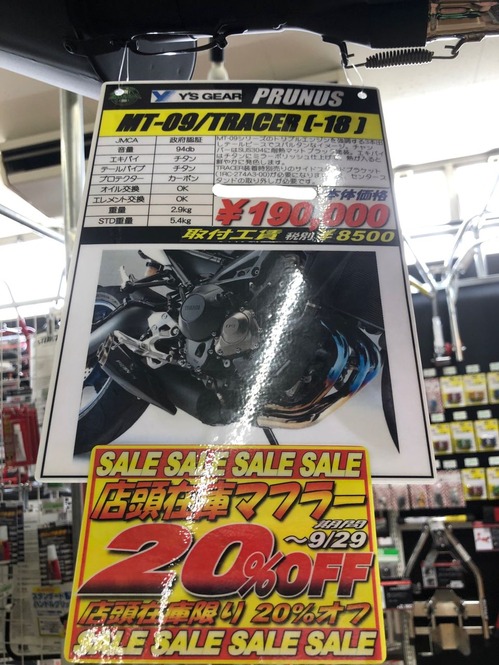 Y'S GEAR PRUNUS
MT-09/TRACER [-18]
JMCA 政府認証
音量 94db
エキパイ チタン
テールパイプ チタン
プロテクター カーボン
オイル交換 OK
エレメント交換 OK
重量 2.9kg
STD重量 5.4kg
本体価格
¥190,000
取付工賃 税別¥8500
SALE SALE SALE SALE
店頭在庫マフラー
期間
~9/29
20%OFF
店頭在庫限り 20%オフ
SALE SALE SALE SALE